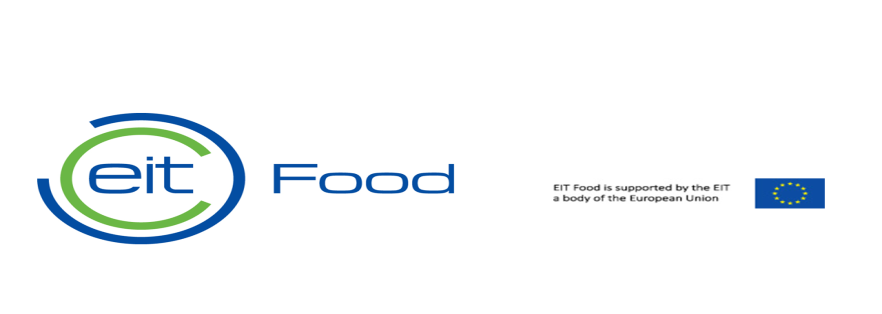 eit Food
EIT Food is supported by the EIT
a body of the European Union